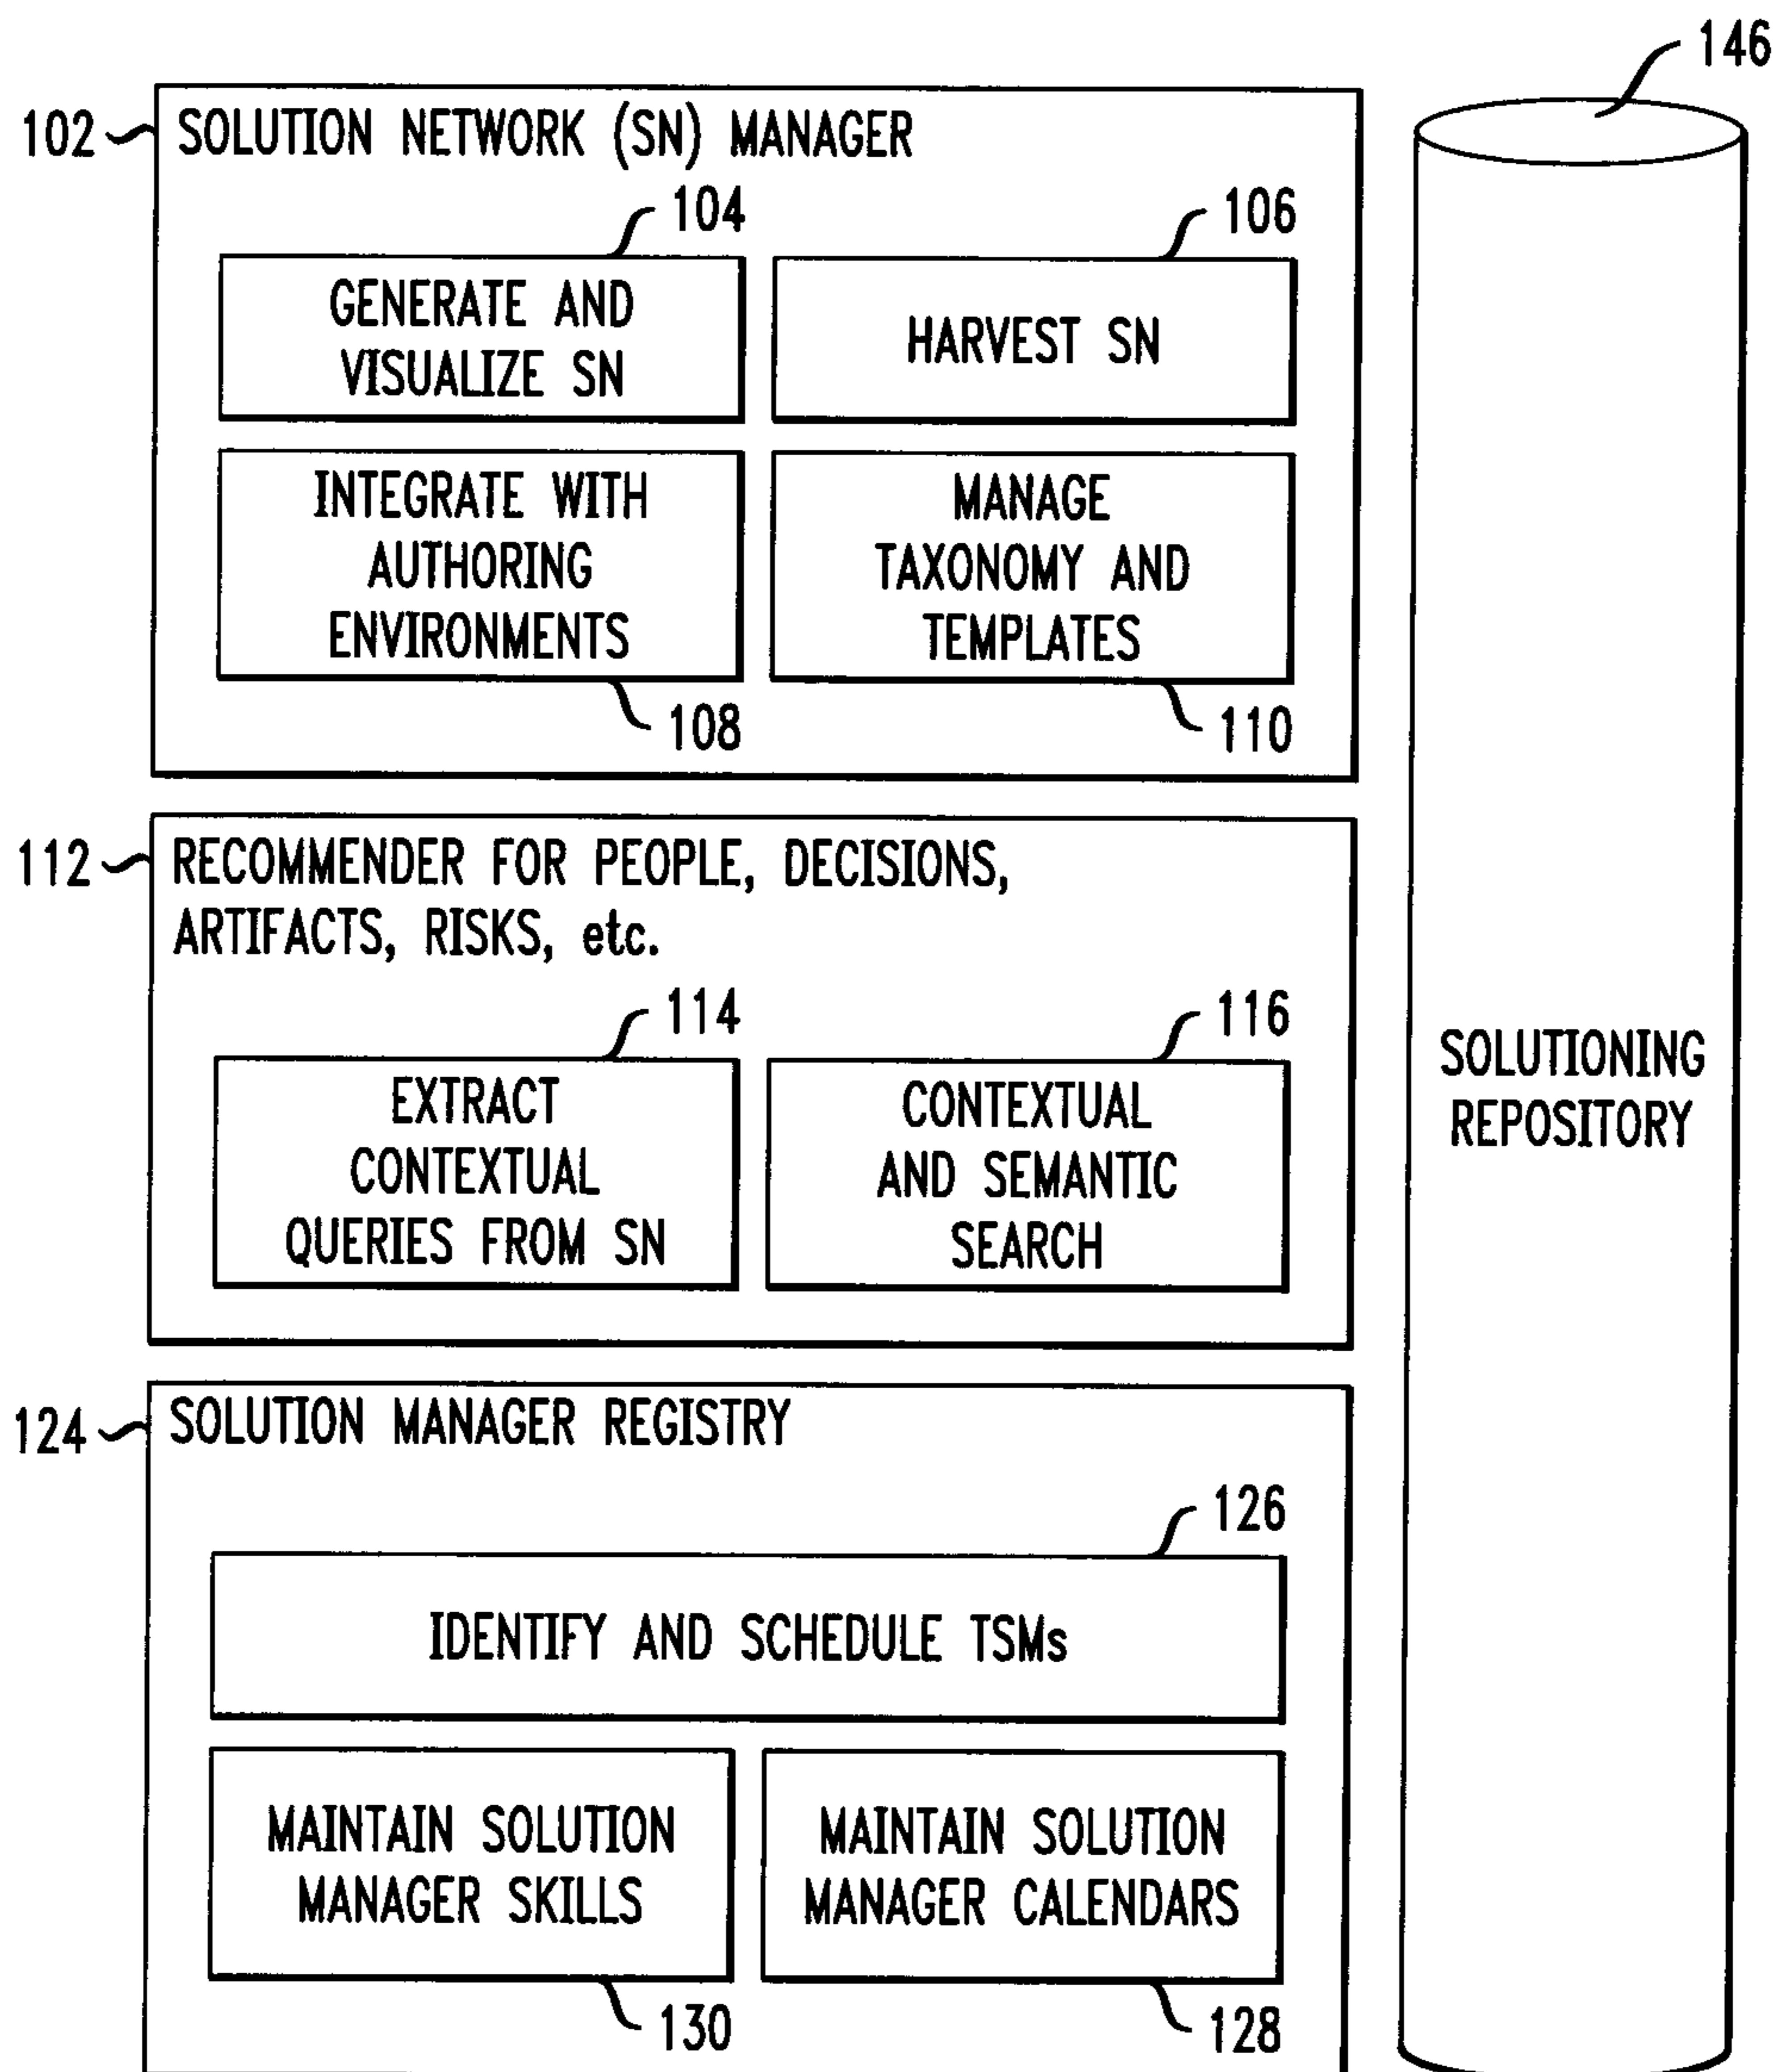 146
102
SOLUTION NETWORK (SN) MANAGER
104
106
GENERATE AND
VISUALIZE SN
HARVEST SN
INTEGRATE WITH
AUTHORING
ENVIRONMENTS
MANAGE
TAXONOMY AND
TEMPLATES
108
110
112
RECOMMENDER FOR PEOPLE, DECISIONS,
ARTIFACTS, RISKS, etc.
114
116
EXTRACT
CONTEXTUAL
QUERIES FROM SN
CONTEXTUAL
AND SEMANTIC
SEARCH
SOLUTIONING
REPOSITORY
124
SOLUTION MANAGER REGISTRY
126
IDENTIFY AND SCHEDULE TSMs
MAINTAIN SOLUTION
MANAGER SKILLS
MAINTAIN SOLUTION
MANAGER CALENDARS
130
128